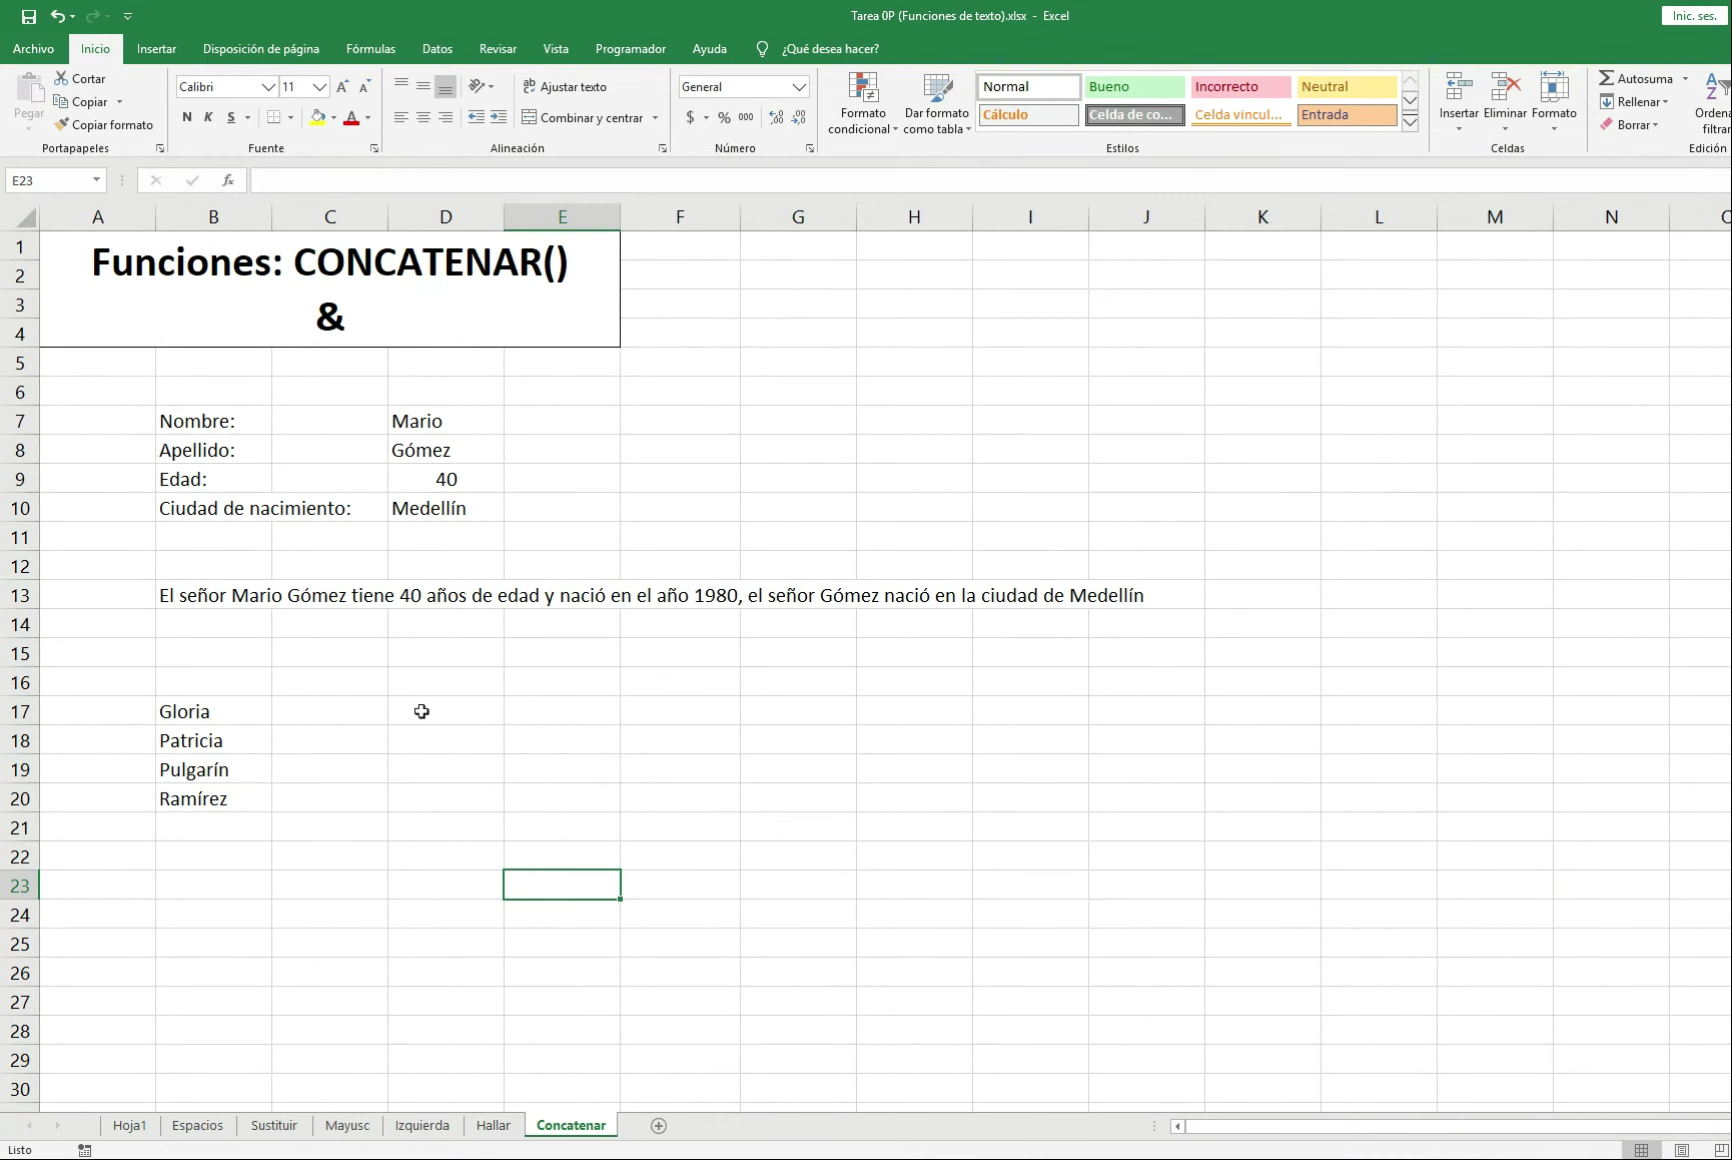 Tarea 0P (Funciones de texto).xlsx - Excel
Inic. ses.
Archivo Inicio Insertar Disposición de página Fórmulas Datos Revisar Vista Programador Ayuda ¿Qué desea hacer?
Pegar
Cortar
Copiar
Copiar formato
Portapapeles
Calibri 11
N K S
Fuente
Ajustar texto
Combinar y centrar
Alineación
General
$ % 000
Número
Formato condicional
Dar formato como tabla
Normal Bueno Incorrecto Neutral
Cálculo Celda de co... Celda vincul... Entrada
Estilos
Insertar Eliminar Formato
Celdas
Autosuma
Rellenar
Borrar
Ordena
filtrar
Edición
E23 fx
A B C D E F G H I J K L M N
1
Funciones: CONCATENAR()
2
3
&
4
5
6
7 Nombre: Mario
8 Apellido: Gómez
9 Edad: 40
10 Ciudad de nacimiento: Medellín
11
12
13 El señor Mario Gómez tiene 40 años de edad y nació en el año 1980, el señor Gómez nació en la ciudad de Medellín
14
15
16
17 Gloria
18 Patricia
19 Pulgarín
20 Ramírez
21
22
23
24
25
26
27
28
29
30
Hoja1 Espacios Sustituir Mayusc Izquierda Hallar Concatenar
Listo